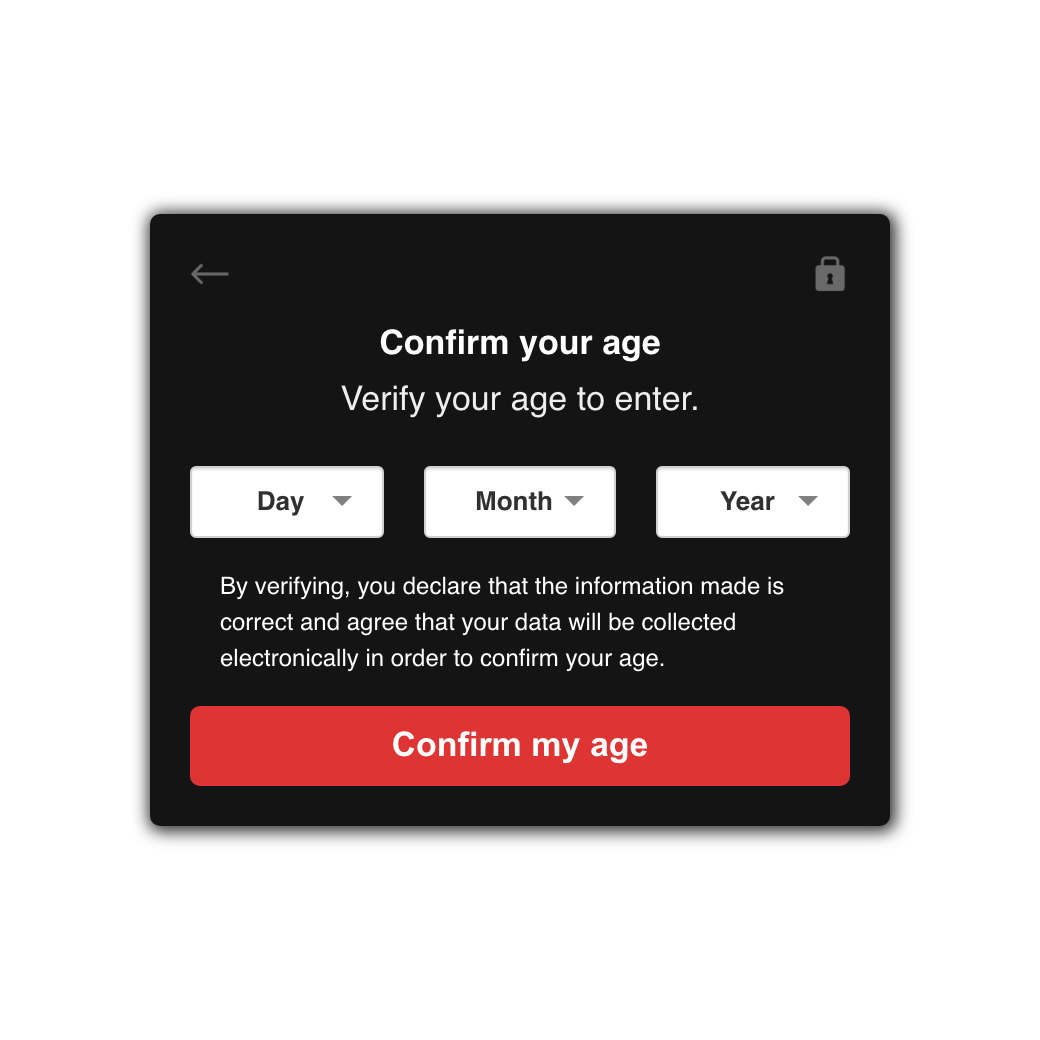 Confirm your age
Verify your age to enter.
Day Month Year
By verifying, you declare that the information made is
correct and agree that your data will be collected
electronically in order to confirm your age.
Confirm my age